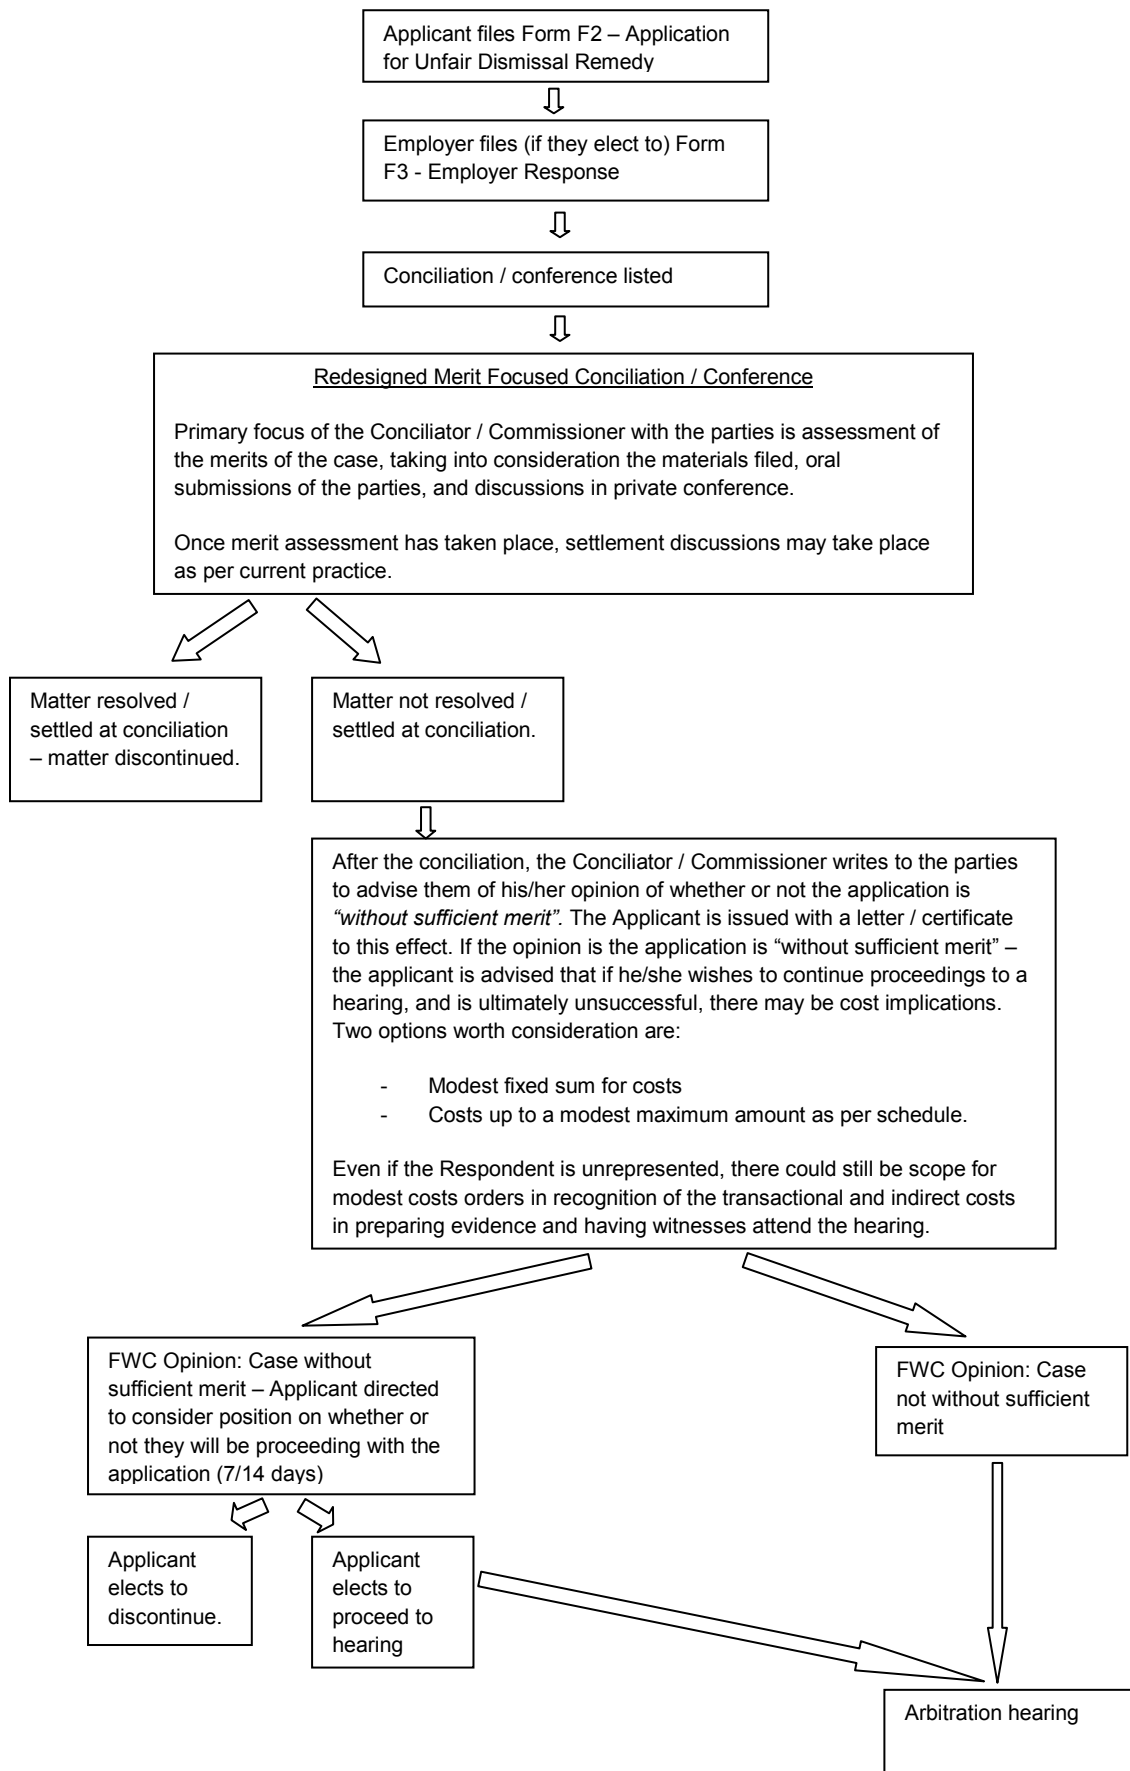 Applicant files Form F2 – Application
for Unfair Dismissal Remedy
Employer files (if they elect to) Form
F3 - Employer Response
Conciliation / conference listed
Redesigned Merit Focused Conciliation / Conference
Primary focus of the Conciliator / Commissioner with the parties is assessment of
the merits of the case, taking into consideration the materials filed, oral
submissions of the parties, and discussions in private conference.
Once merit assessment has taken place, settlement discussions may take place
as per current practice.
Matter resolved /
settled at conciliation
– matter discontinued.
Matter not resolved /
settled at conciliation.
After the conciliation, the Conciliator / Commissioner writes to the parties
to advise them of his/her opinion of whether or not the application is
“without sufficient merit”. The Applicant is issued with a letter / certificate
to this effect. If the opinion is the application is “without sufficient merit” –
the applicant is advised that if he/she wishes to continue proceedings to a
hearing, and is ultimately unsuccessful, there may be cost implications.
Two options worth consideration are:
- Modest fixed sum for costs
- Costs up to a modest maximum amount as per schedule.
Even if the Respondent is unrepresented, there could still be scope for
modest costs orders in recognition of the transactional and indirect costs
in preparing evidence and having witnesses attend the hearing.
FWC Opinion: Case without
sufficient merit – Applicant directed
to consider position on whether or
not they will be proceeding with the
application (7/14 days)
FWC Opinion: Case
not without sufficient
merit
Applicant
elects to
discontinue.
Applicant
elects to
proceed to
hearing
Arbitration hearing